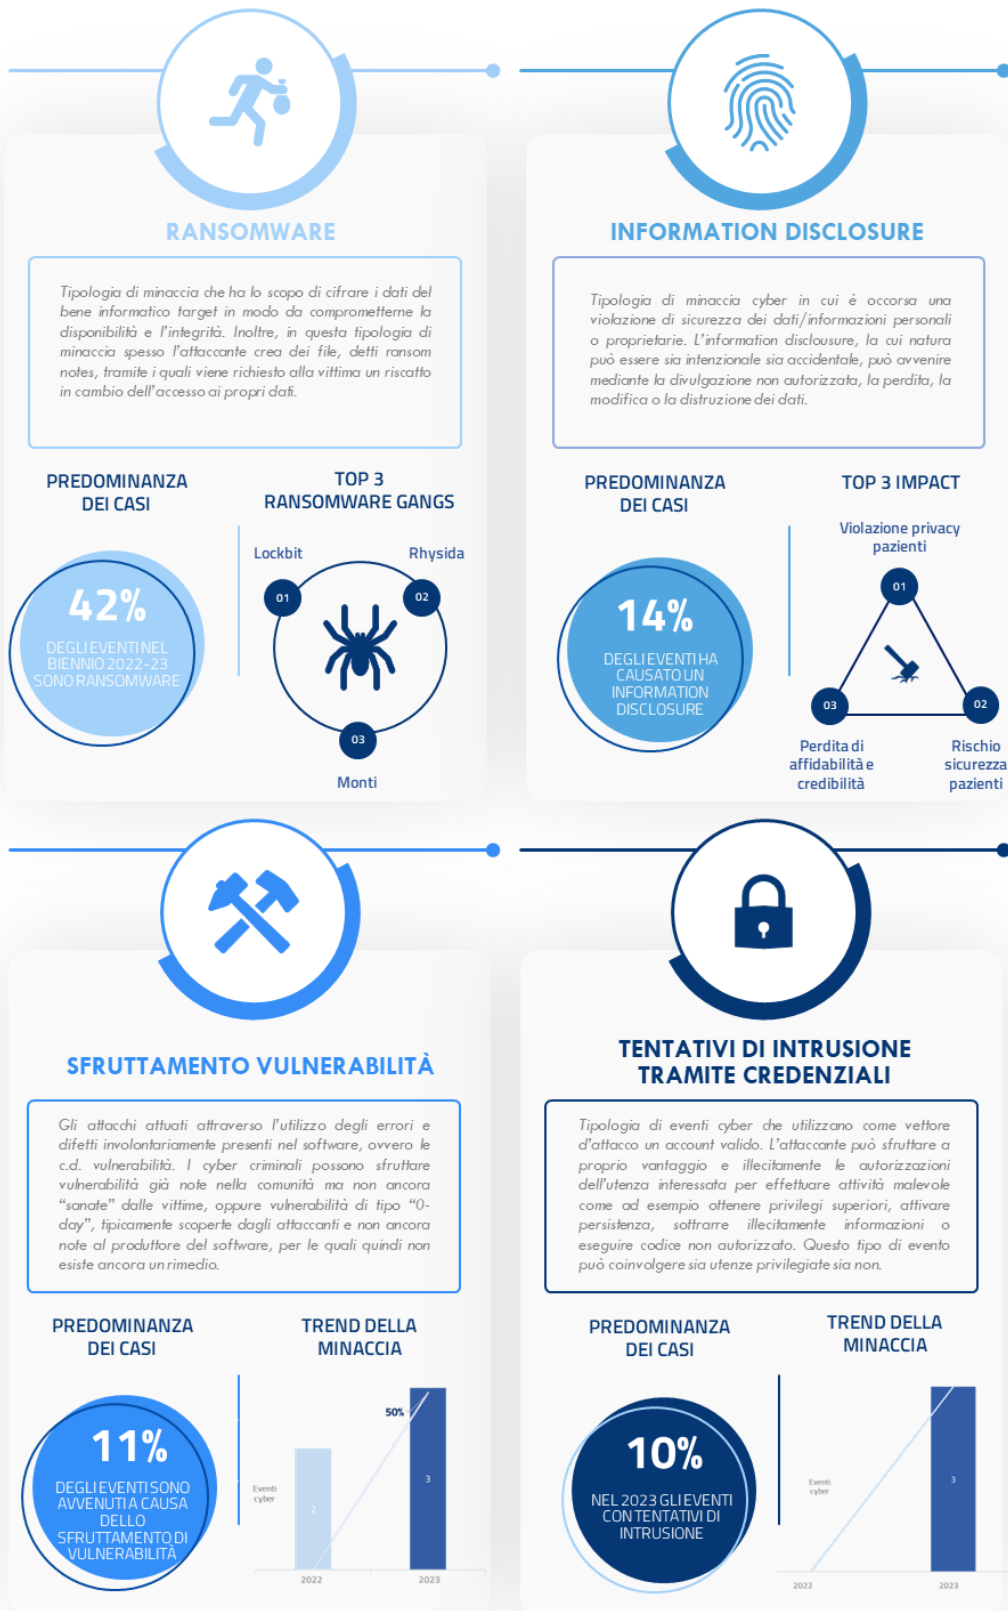 RANSOMWARE
Tipologia di minaccia che ha lo scopo di cifrare i dati del
bene informatico target in modo da comprometterne la
disponibilità e l'integrità. Inoltre, in questa tipologia di
minaccia spesso l'attaccante crea dei file, detti ransom
notes, tramite i quali viene richiesto alla vittima un riscatto
in cambio dell'accesso ai propri dati.
PREDOMINANZA
DEI CASI
42%
DEGLI EVENTI NEL
BIENNIO 2022-23
SONO RANSOMWARE
TOP 3
RANSOMWARE GANGS
Lockbit
Rhysida
01
02
03
Monti
INFORMATION DISCLOSURE
Tipologia di minaccia cyber in cui è occorsa una
violazione di sicurezza dei dati/informazioni personali
o proprietarie. L'information disclousure, la cui natura
può essere sia intenzionale sia accidentale, può avvenire
mediante la divulgazione non autorizzata, la perdita, la
modifica o la distruzione dei dati.
PREDOMINANZA
DEI CASI
14%
DEGLI EVENTI HA
CAUSATO UN
INFORMATION
DISCLOSURE
TOP 3 IMPACT
Violazione privacy
pazienti
01
03
02
Perdita di
affidabilità e
credibilità
Rischio
sicurezza
pazienti
SFRUTTAMENTO VULNERABILITÀ
Gli attacchi attuati attraverso l'utilizzo degli errori e
difetti involontariamente presenti nel software, ovvero le
c.d. vulnerabilità. I cyber criminali possono sfruttare
vulnerabilità già note nella comunità ma non ancora
"sanate" dalle vittime, oppure vulnerabilità di tipo "0-
day", tipicamente scoperte dagli attaccanti e non ancora
note al produttore del software, per le quali quindi non
esiste ancora un rimedio.
PREDOMINANZA
DEI CASI
11%
DEGLI EVENTI SONO
AVVENUTI A CAUSA
DELLO
SFRUTTAMENTO DI
VULNERABILITÀ
TREND DELLA
MINACCIA
50%
Eventi
cyber
2
3
2022
2023
TENTATIVI DI INTRUSIONE
TRAMITE CREDENZIALI
Tipologia di eventi cyber che utilizzano come vettore
d'attacco un account valido. L'attaccante può sfruttare a
proprio vantaggio e illecitamente le autorizzazioni
dell'utenza interessata per effettuare attività malevole
come ad esempio ottenere privilegi superiori, attivare
persistenza, sottrarre illecitamente informazioni o
eseguire codice non autorizzato. Questo tipo di evento
può coinvolgere sia utenze privilegiate sia non.
PREDOMINANZA
DEI CASI
10%
NEL 2023 GLI EVENTI
CON TENTATIVI DI
INTRUSIONE
TREND DELLA
MINACCIA
Eventi
cyber
3
2022
2023